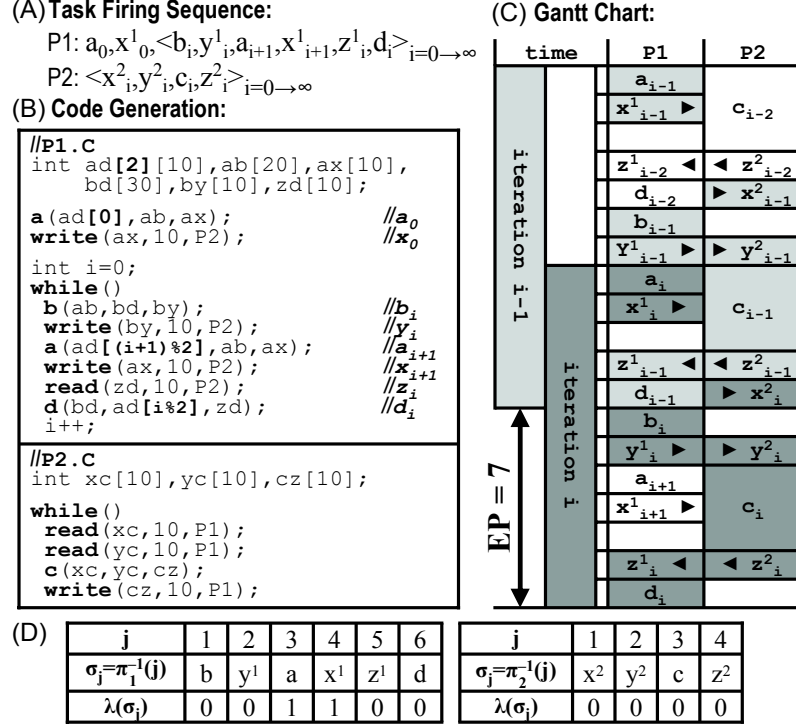 (A) Task Firing Sequence:
P1: a₀,x¹₀,<bᵢ,y¹ᵢ,aᵢ₊₁,x¹ᵢ₊₁,z¹ᵢ,dᵢ>ᵢ₌₀→∞
P2: <x²ᵢ,y²ᵢ,cᵢ,z²ᵢ>ᵢ₌₀→∞
(B) Code Generation:
//P1.C
int ad[2][10],ab[20],ax[10],
bd[30],by[10],zd[10];
a(ad[0],ab,ax); //a₀
write(ax,10,P2); //x₀
int i=0;
while()
b(ab,bd,by); //bᵢ
write(by,10,P2); //yᵢ
a(ad[(i+1)%2],ab,ax); //aᵢ₊₁
write(ax,10,P2); //xᵢ₊₁
read(zd,10,P2); //zᵢ
d(bd,ad[i%2],zd); //dᵢ
i++;
//P2.C
int xc[10],yc[10],cz[10];
while()
read(xc,10,P1);
read(yc,10,P1);
c(xc,yc,cz);
write(cz,10,P1);
(C) Gantt Chart:
time P1 P2
iteration i-1
iteration i
EP = 7
aᵢ₋₁
x¹ᵢ₋₁ ► cᵢ₋₂
z¹ᵢ₋₂ ◄ ◄ z²ᵢ₋₂
dᵢ₋₂ ► x²ᵢ₋₁
bᵢ₋₁
Y¹ᵢ₋₁ ► ► y²ᵢ₋₁
aᵢ
x¹ᵢ ► cᵢ₋₁
z¹ᵢ₋₁ ◄ ◄ z²ᵢ₋₁
dᵢ₋₁ ► x²ᵢ
bᵢ
y¹ᵢ ► ► y²ᵢ
aᵢ₊₁
x¹ᵢ₊₁ ► cᵢ
z¹ᵢ ◄ ◄ z²ᵢ
dᵢ
(D)
j 1 2 3 4 5 6
σⱼ=π₁⁻¹(j) b y¹ a x¹ z¹ d
λ(σⱼ) 0 0 1 1 0 0
j 1 2 3 4
σⱼ=π₂⁻¹(j) x² y² c z²
λ(σⱼ) 0 0 0 0